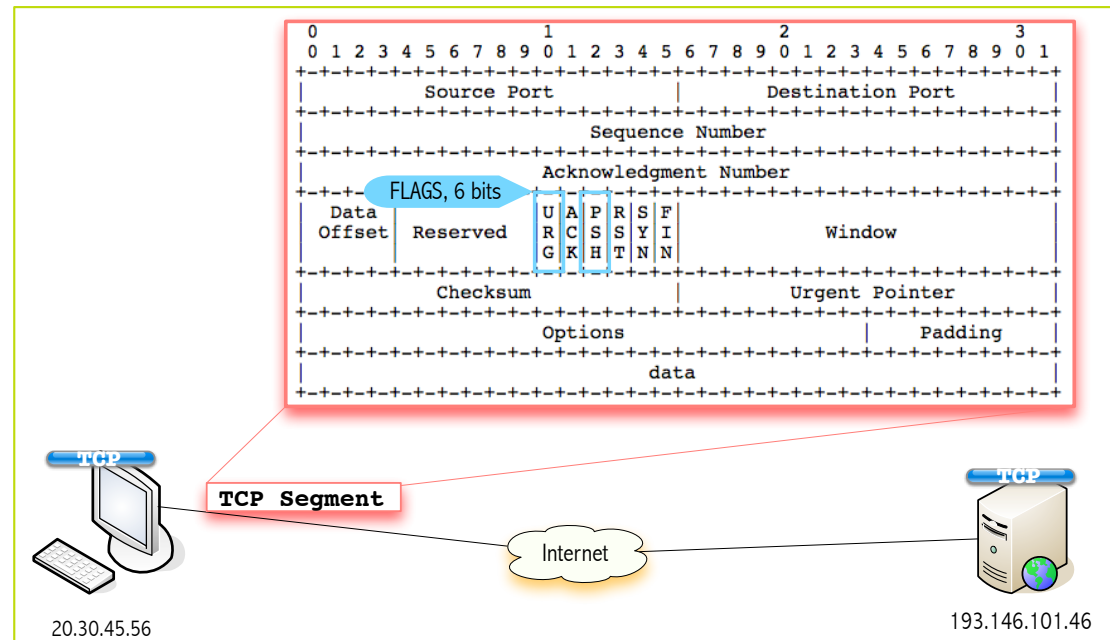 0                   1                   2                   3
0 1 2 3 4 5 6 7 8 9 0 1 2 3 4 5 6 7 8 9 0 1 2 3 4 5 6 7 8 9 0 1
+-+-+-+-+-+-+-+-+-+-+-+-+-+-+-+-+-+-+-+-+-+-+-+-+-+-+-+-+-+-+-+-+
| Source Port | Destination Port |
+-+-+-+-+-+-+-+-+-+-+-+-+-+-+-+-+-+-+-+-+-+-+-+-+-+-+-+-+-+-+-+-+
| Sequence Number |
+-+-+-+-+-+-+-+-+-+-+-+-+-+-+-+-+-+-+-+-+-+-+-+-+-+-+-+-+-+-+-+-+
| Acknowledgment Number |
FLAGS, 6 bits
| Data | |U|A|P|R|S|F| |
| Offset| Reserved |R|C|S|S|Y|I| Window |
| | |G|K|H|T|N|N| |
+-+-+-+-+-+-+-+-+-+-+-+-+-+-+-+-+-+-+-+-+-+-+-+-+-+-+-+-+-+-+-+-+
| Checksum | Urgent Pointer |
+-+-+-+-+-+-+-+-+-+-+-+-+-+-+-+-+-+-+-+-+-+-+-+-+-+-+-+-+-+-+-+-+
| Options | Padding |
+-+-+-+-+-+-+-+-+-+-+-+-+-+-+-+-+-+-+-+-+-+-+-+-+-+-+-+-+-+-+-+-+
| data |
+-+-+-+-+-+-+-+-+-+-+-+-+-+-+-+-+-+-+-+-+-+-+-+-+-+-+-+-+-+-+-+-+
TCP
TCP
TCP Segment
Internet
20.30.45.56
193.146.101.46